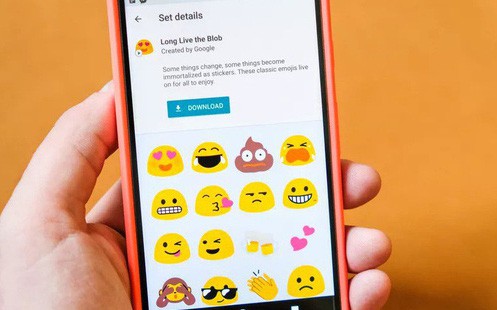 Set details
Long Live the Blob
Created by Google
Some things change, some things become
immortalized as stickers. These classic emojis live
on for all to enjoy.
DOWNLOAD